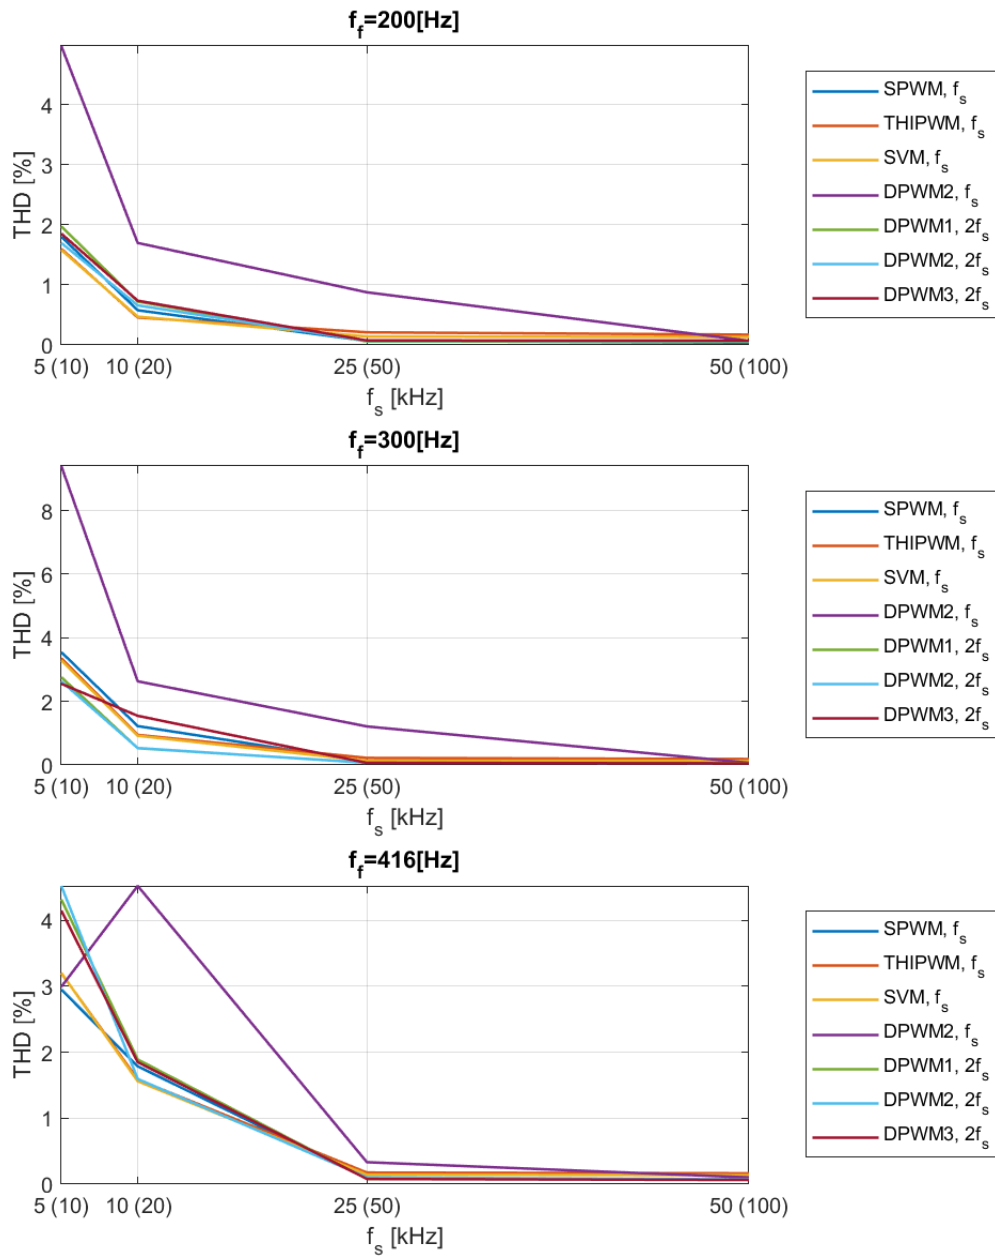 f_f=200[Hz]
THD [%]
4
3
2
1
0
5 (10)
10 (20)
25 (50)
50 (100)
f_s [kHz]
SPWM, f_s
THIPWM, f_s
SVM, f_s
DPWM2, f_s
DPWM1, 2f_s
DPWM2, 2f_s
DPWM3, 2f_s
f_f=300[Hz]
THD [%]
8
6
4
2
0
5 (10)
10 (20)
25 (50)
50 (100)
f_s [kHz]
SPWM, f_s
THIPWM, f_s
SVM, f_s
DPWM2, f_s
DPWM1, 2f_s
DPWM2, 2f_s
DPWM3, 2f_s
f_f=416[Hz]
THD [%]
4
3
2
1
0
5 (10)
10 (20)
25 (50)
50 (100)
f_s [kHz]
SPWM, f_s
THIPWM, f_s
SVM, f_s
DPWM2, f_s
DPWM1, 2f_s
DPWM2, 2f_s
DPWM3, 2f_s